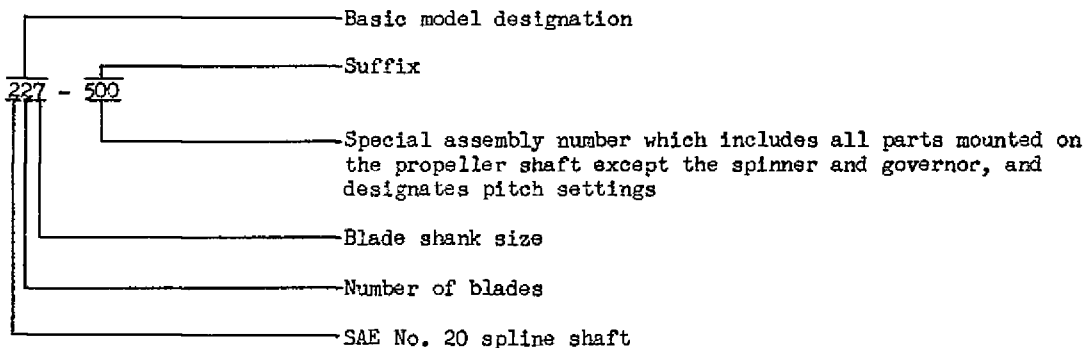 Basic model designation
Suffix
227 - 500
Special assembly number which includes all parts mounted on
the propeller shaft except the spinner and governor, and
designates pitch settings
Blade shank size
Number of blades
SAE No. 20 spline shaft